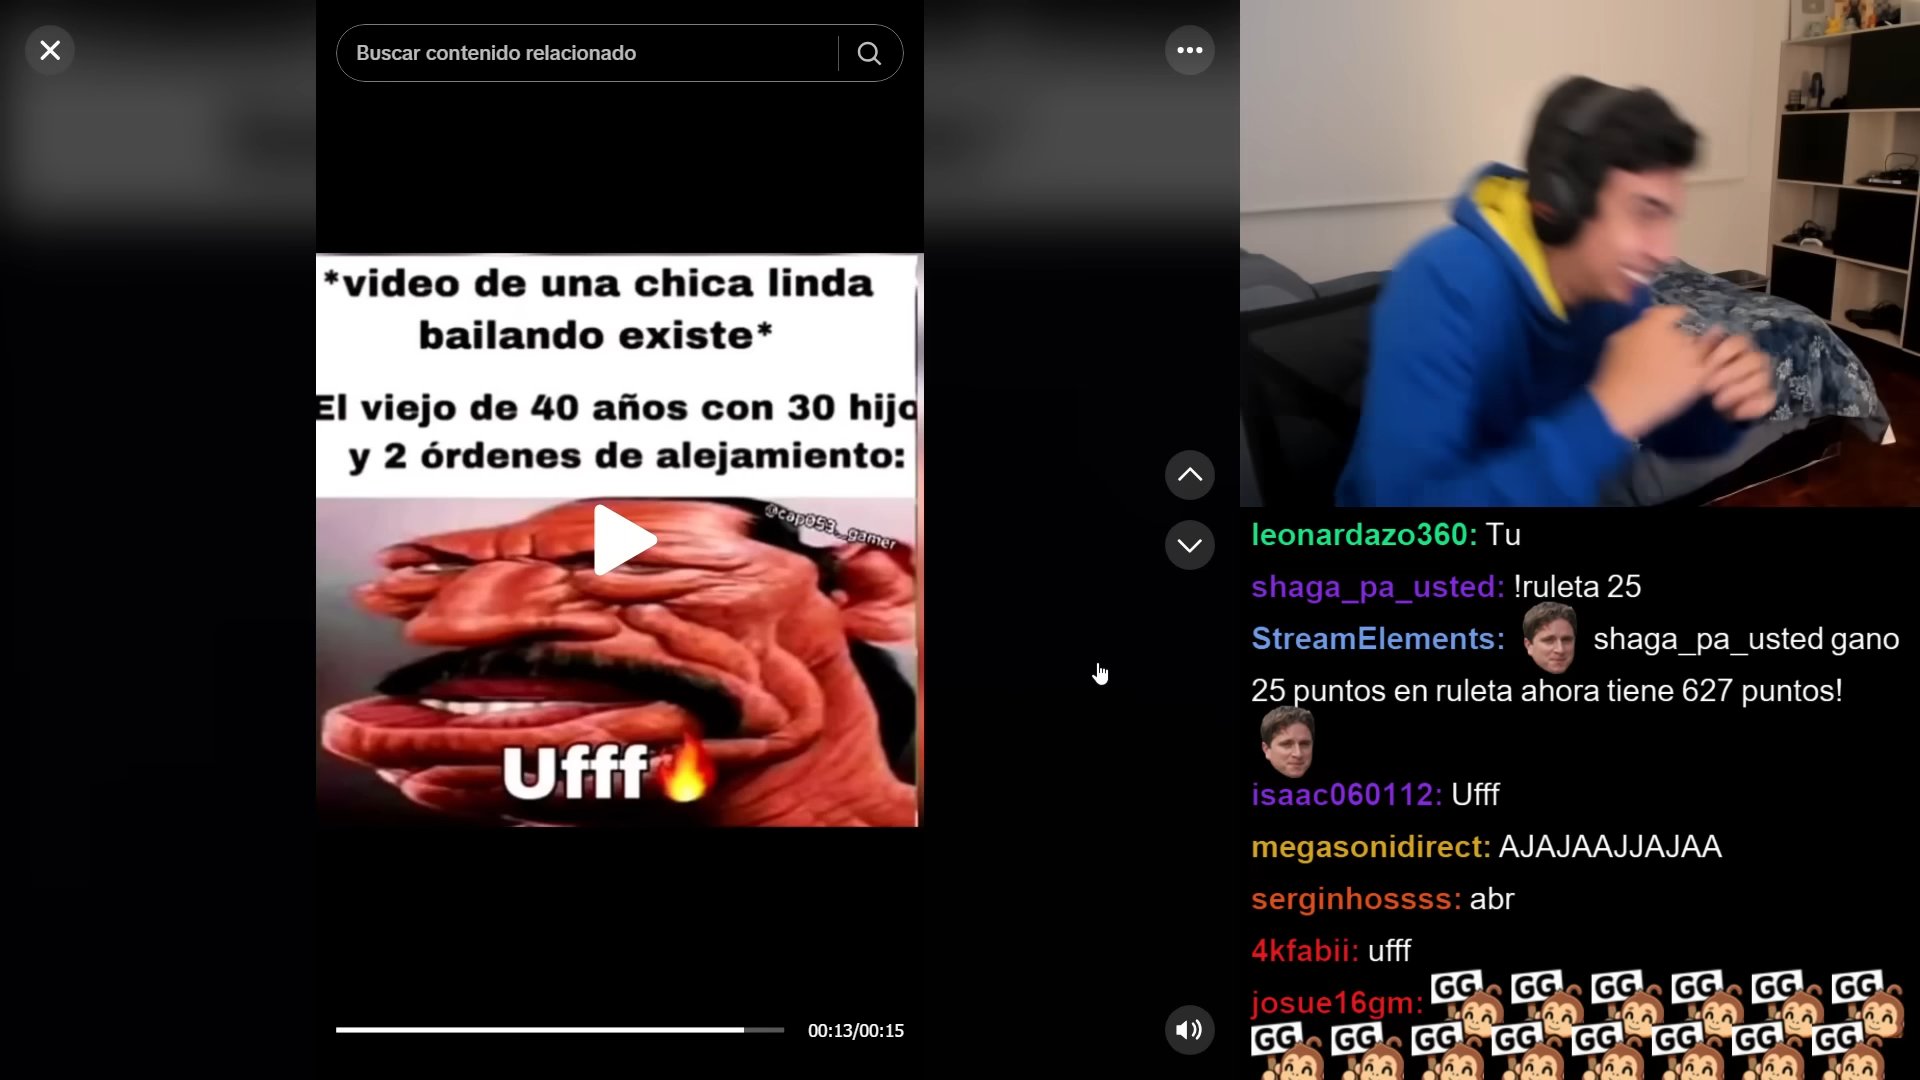 Buscar contenido relacionado
*video de una chica linda
bailando existe*
El viejo de 40 años con 30 hijo
y 2 órdenes de alejamiento:
@cap053._gamer
Ufff
00:13/00:15
leonardazo360: Tu
shaga_pa_usted: !ruleta 25
StreamElements: shaga_pa_usted gano
25 puntos en ruleta ahora tiene 627 puntos!
isaac060112: Ufff
megasonidirect: AJAJAAJJAJAA
serginhossss: abr
4kfabii: ufff
josue16gm: GG GG GG GG GG GG
GG GG GG GG GG GG GG GG